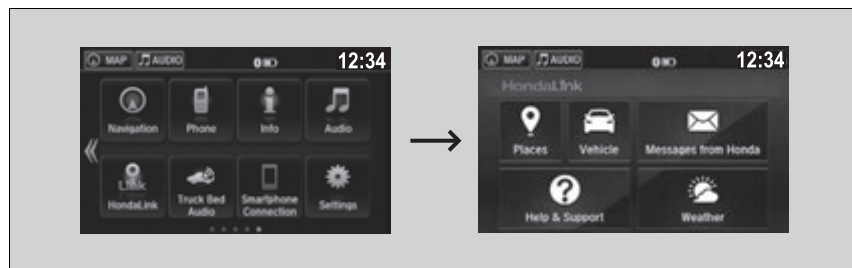 MAP AUDIO 12:34
Navigation Phone Info Audio
Link
HondaLink Truck Bed Audio Smartphone Connection Settings
MAP AUDIO 12:34
HondaLink
Places Vehicle Messages from Honda
Help & Support Weather